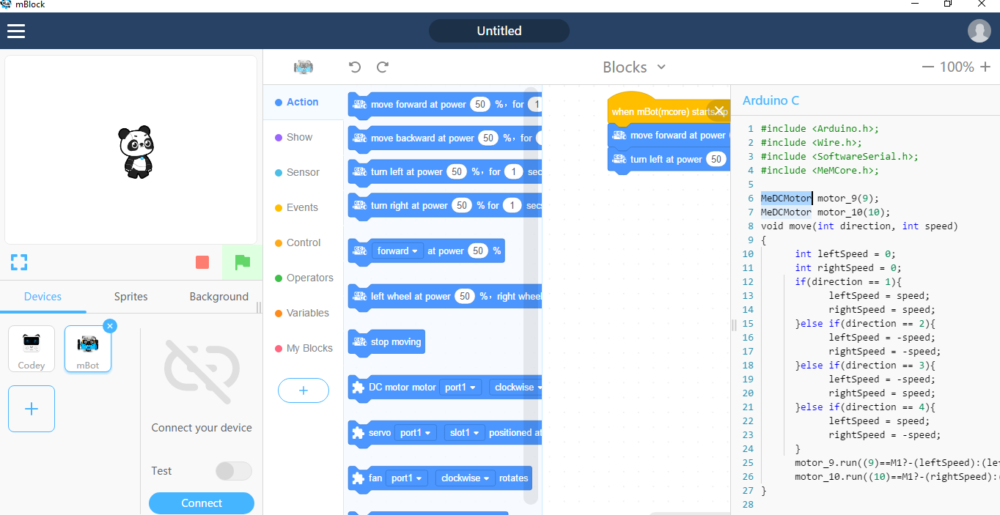 mBlock
Untitled
Blocks
100%
Action
Show
Sensor
Events
Control
Operators
Variables
My Blocks
+
move forward at power 50 %, for 1
move backward at power 50 %, for
turn left at power 50 %, for 1 sec
turn right at power 50 % for 1 secs
forward at power 50 %
left wheel at power 50 %, right wheel
stop moving
DC motor motor port1 clockwise
servo port1 slot1 positioned at
fan port1 clockwise rotates
when mBot(mcore) starts up
move forward at power
turn left at power 50
Devices
Sprites
Background
Codey
mBot
+
Connect your device
Test
Connect
Arduino C
1 #include <Arduino.h>;
2 #include <Wire.h>;
3 #include <SoftwareSerial.h>;
4 #include <MeMCore.h>;
5
6 MeDCMotor motor_9(9);
7 MeDCMotor motor_10(10);
8 void move(int direction, int speed)
9 {
10 int leftSpeed = 0;
11 int rightSpeed = 0;
12 if(direction == 1){
13 leftSpeed = speed;
14 rightSpeed = speed;
15 }else if(direction == 2){
16 leftSpeed = -speed;
17 rightSpeed = -speed;
18 }else if(direction == 3){
19 leftSpeed = -speed;
20 rightSpeed = speed;
21 }else if(direction == 4){
22 leftSpeed = speed;
23 rightSpeed = -speed;
24 }
25 motor_9.run((9)==M1?-(leftSpeed):(lef
26 motor_10.run((10)==M1?-(rightSpeed):(
27 }
28